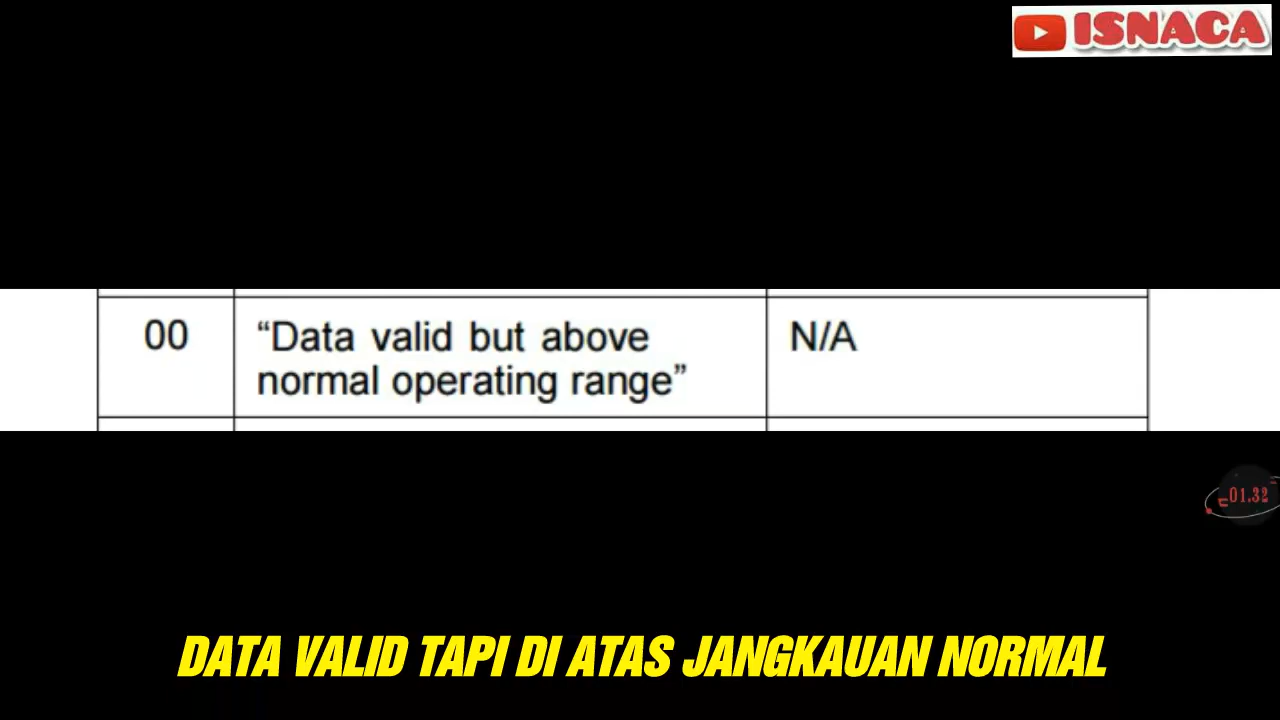 ISNACA
00
“Data valid but above
normal operating range”
N/A
01.32
DATA VALID TAPI DI ATAS JANGKAUAN NORMAL